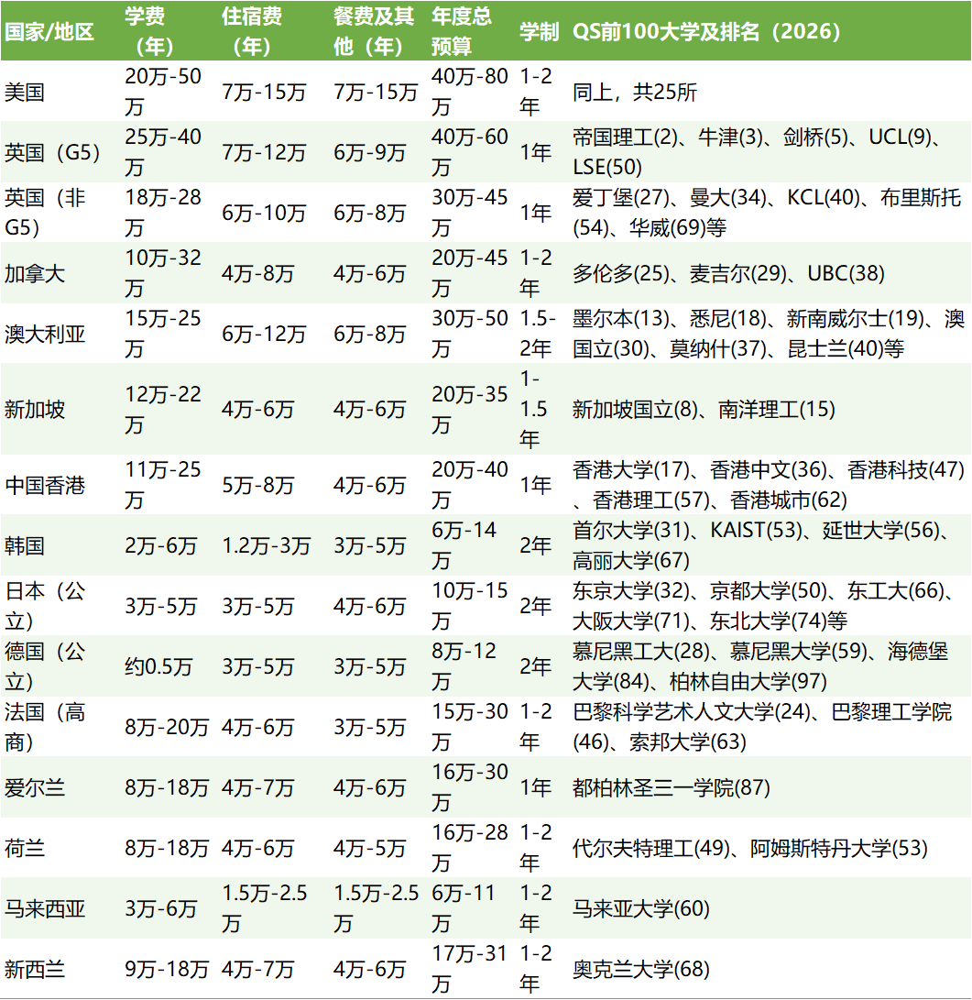 国家/地区 学费（年） 住宿费（年） 餐费及其他（年） 年度总预算 学制 QS前100大学及排名（2026）
美国 20万-50万 7万-15万 7万-15万 40万-80万 1-2年 同上，共25所
英国（G5） 25万-40万 7万-12万 6万-9万 40万-60万 1年 帝国理工(2)、牛津(3)、剑桥(5)、UCL(9)、LSE(50)
英国（非G5） 18万-28万 6万-10万 6万-8万 30万-45万 1年 爱丁堡(27)、曼大(34)、KCL(40)、布里斯托(54)、华威(69)等
加拿大 10万-32万 4万-8万 4万-6万 20万-45万 1-2年 多伦多(25)、麦吉尔(29)、UBC(38)
澳大利亚 15万-25万 6万-12万 6万-8万 30万-50万 1.5-2年 墨尔本(13)、悉尼(18)、新南威尔士(19)、澳国立(30)、莫纳什(37)、昆士兰(40)等
新加坡 12万-22万 4万-6万 4万-6万 20万-35万 1-1.5年 新加坡国立(8)、南洋理工(15)
中国香港 11万-25万 5万-8万 4万-6万 20万-40万 1年 香港大学(17)、香港中文(36)、香港科技(47)、香港理工(57)、香港城市(62)
韩国 2万-6万 1.2万-3万 3万-5万 6万-14万 2年 首尔大学(31)、KAIST(53)、延世大学(56)、高丽大学(67)
日本（公立） 3万-5万 3万-5万 4万-6万 10万-15万 2年 东京大学(32)、京都大学(50)、东工大(66)、大阪大学(71)、东北大学(74)等
德国（公立） 约0.5万 3万-5万 3万-5万 8万-12万 2年 慕尼黑工大(28)、慕尼黑大学(59)、海德堡大学(84)、柏林自由大学(97)
法国（高商） 8万-20万 4万-6万 3万-5万 15万-30万 1-2年 巴黎科学艺术人文大学(24)、巴黎理工学院(46)、索邦大学(63)
爱尔兰 8万-18万 4万-7万 4万-6万 16万-30万 1年 都柏林圣三一学院(87)
荷兰 8万-18万 4万-6万 4万-5万 16万-28万 1-2年 代尔夫特理工(49)、阿姆斯特丹大学(53)
马来西亚 3万-6万 1.5万-2.5万 1.5万-2.5万 6万-11万 1-2年 马来亚大学(60)
新西兰 9万-18万 4万-7万 4万-6万 17万-31万 1-2年 奥克兰大学(68)